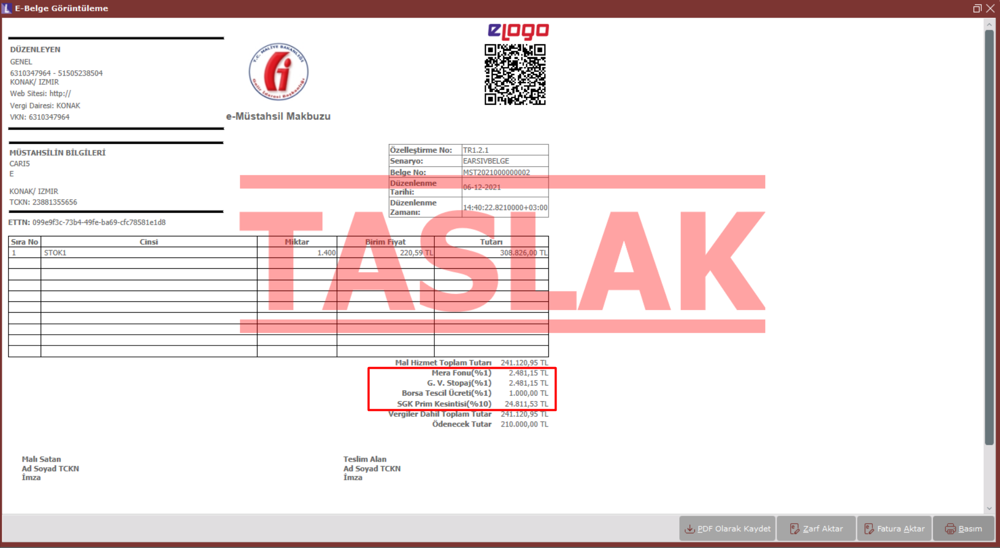 E-Belge Görüntüleme
eLogo
DÜZENLEYEN
GENEL
6310347964 - 51505238504
KONAK/ IZMIR
Web Sitesi: http://
Vergi Dairesi: KONAK
VKN: 6310347964
T.C. MALİYE BAKANLIĞI
Gelir İdaresi Başkanlığı
e-Müstahsil Makbuzu
MÜSTAHSİLİN BİLGİLERİ
CARI5
E
KONAK/ IZMIR
TCKN: 23881355656
Özelleştirme No: TR1.2.1
Senaryo: EARSIVBELGE
Belge No: MST2021000000002
Düzenlenme Tarihi: 06-12-2021
Düzenlenme Zamanı: 14:40:22.8210000+03:00
ETTN: 099e9f3c-73b4-49fe-ba69-cfc78581e1d8
TASLAK
Sıra No Cinsi Miktar Birim Fiyat Tutarı
1 STOK1 1.400 220,59 TL 308.826,00 TL
Mal Hizmet Toplam Tutarı 241.120,95 TL
Mera Fonu(%1) 2.481,15 TL
G. V. Stopaj(%1) 2.481,15 TL
Borsa Tescil Ücreti(%1) 1.000,00 TL
SGK Prim Kesintisi(%10) 24.811,53 TL
Vergiler Dahil Toplam Tutar 241.120,95 TL
Ödenecek Tutar 210.000,00 TL
Malı Satan
Ad Soyad TCKN
İmza
Teslim Alan
Ad Soyad TCKN
İmza
PDF Olarak Kaydet
Zarf Aktar
Fatura Aktar
Basım